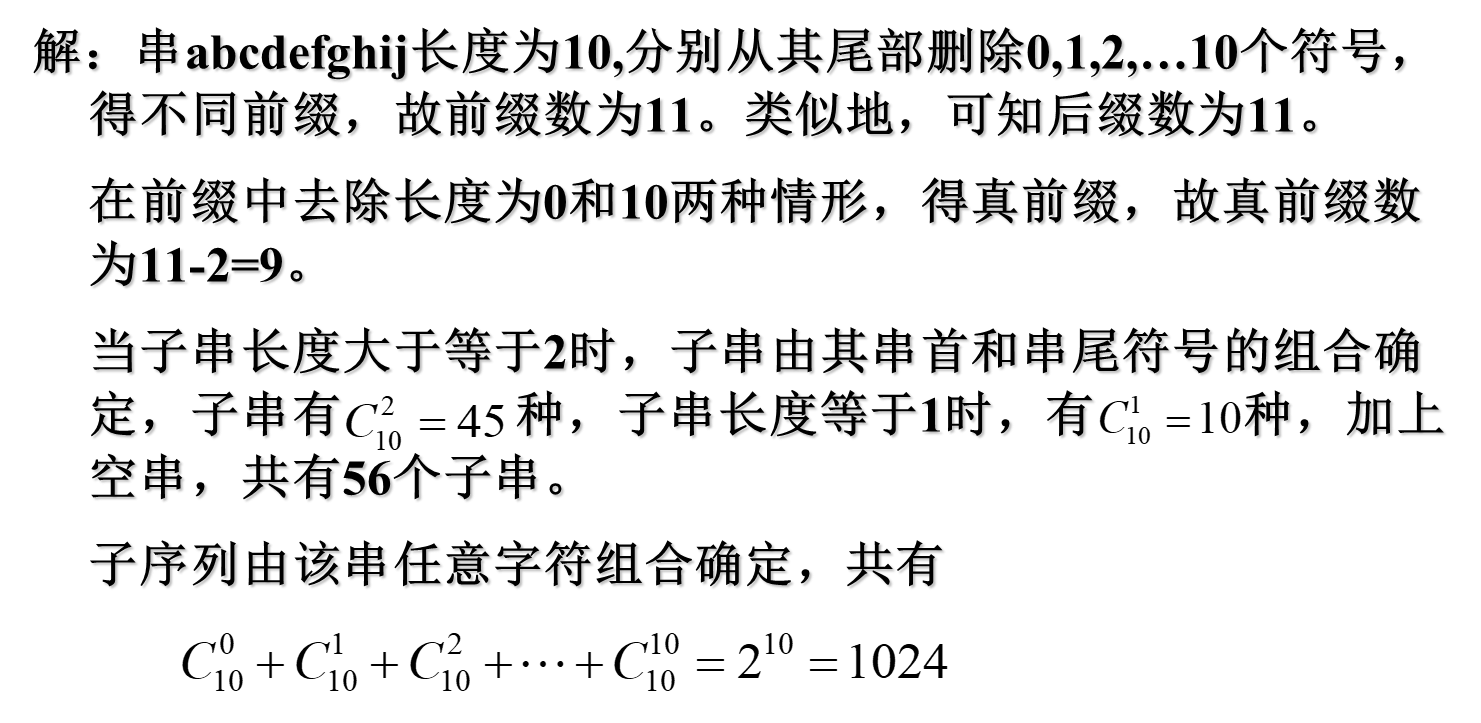 解：串abcdefghij长度为10,分别从其尾部删除0,1,2,…10个符号，
得不同前缀，故前缀数为11。类似地，可知后缀数为11。
在前缀中去除长度为0和10两种情形，得真前缀，故真前缀数
为11-2=9。
当子串长度大于等于2时，子串由其串首和串尾符号的组合确
定，子串有$C_{10}^{2}=45$种，子串长度等于1时，有$C_{10}^{1}=10$种，加上
空串，共有56个子串。
子序列由该串任意字符组合确定，共有
$C_{10}^{0}+C_{10}^{1}+C_{10}^{2}+\cdots+C_{10}^{10}=2^{10}=1024$